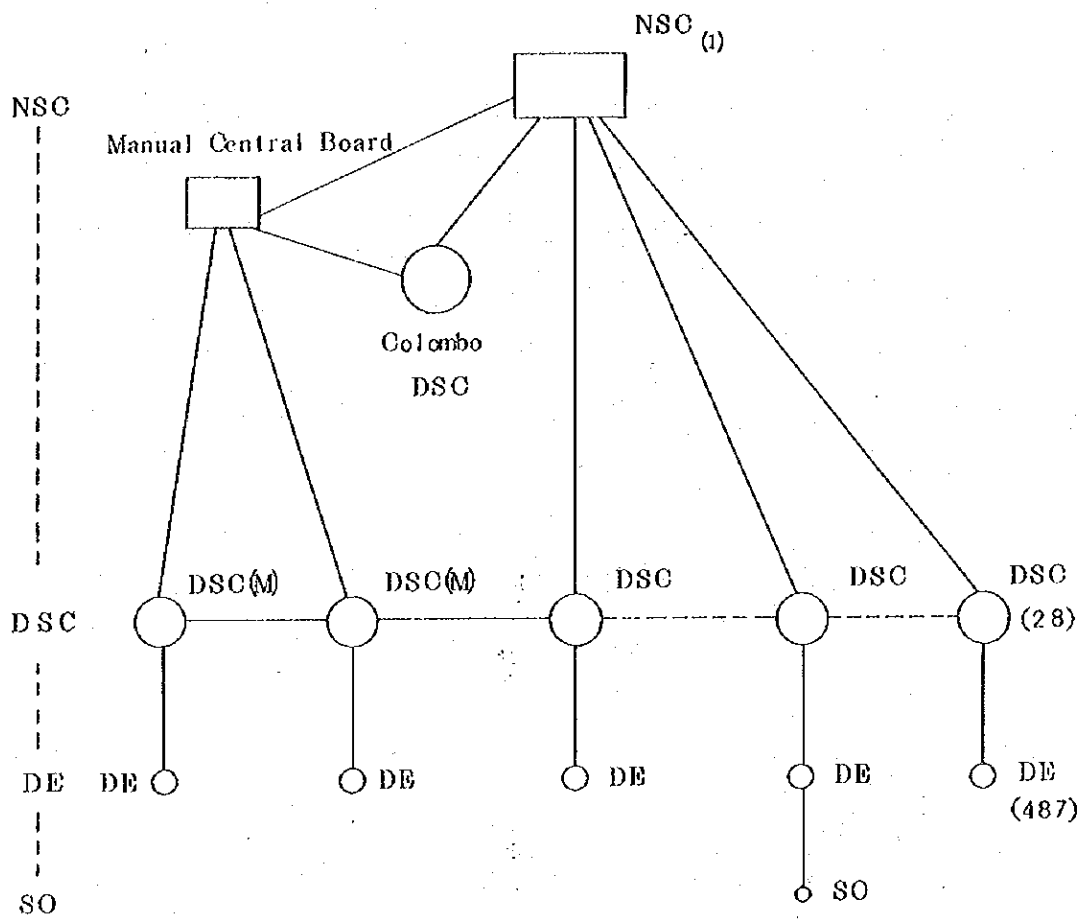 NSC (1)
NSC
Manual Central Board
Colombo
DSC
DSC(M)
DSC(M)
DSC
DSC
DSC
DSC
(28)
DE
DE
DE
DE
DE
DE
(487)
SO
SO